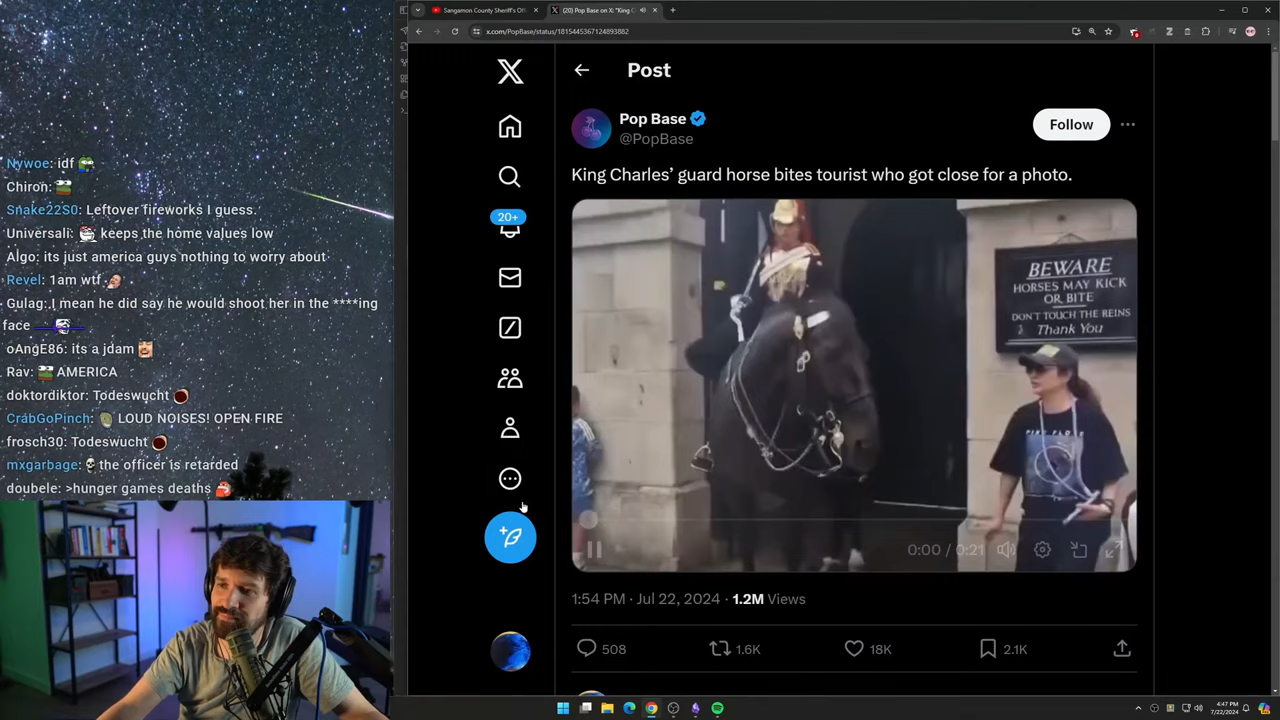 Sangamon County Sheriff's Off
(20) Pop Base on X: "King C
x.com/PopBase/status/1815445367124893882
Nywoe: idf
Chiron:
Snake22S0: Leftover fireworks I guess.
Universali: keeps the home values low
Algo: its just america guys nothing to worry about
Revel: 1am wtf
Gulag: I mean he did say he would shoot her in the ****ing
face
oAngE86: its a jdam
Rav: AMERICA
doktordiktor: Todeswucht
CrabGoPinch: LOUD NOISES! OPEN FIRE
frosch30: Todeswucht
mxgarbage: the officer is retarded
doubele: >hunger games deaths
20+
Post
Pop Base
@PopBase
Follow
King Charles' guard horse bites tourist who got close for a photo.
BEWARE
HORSES MAY KICK
OR BITE
DON'T TOUCH THE REINS
Thank You
0:00 / 0:21
1:54 PM · Jul 22, 2024 · 1.2M Views
508
1.6K
18K
2.1K
4:47 PM
7/22/2024